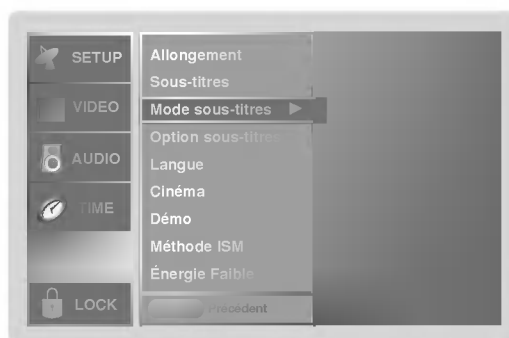 SETUP
VIDEO
AUDIO
TIME
LOCK
Allongement
Sous-titres
Mode sous-titres
Option sous-titres
Langue
Cinéma
Démo
Méthode ISM
Énergie Faible
Précédent